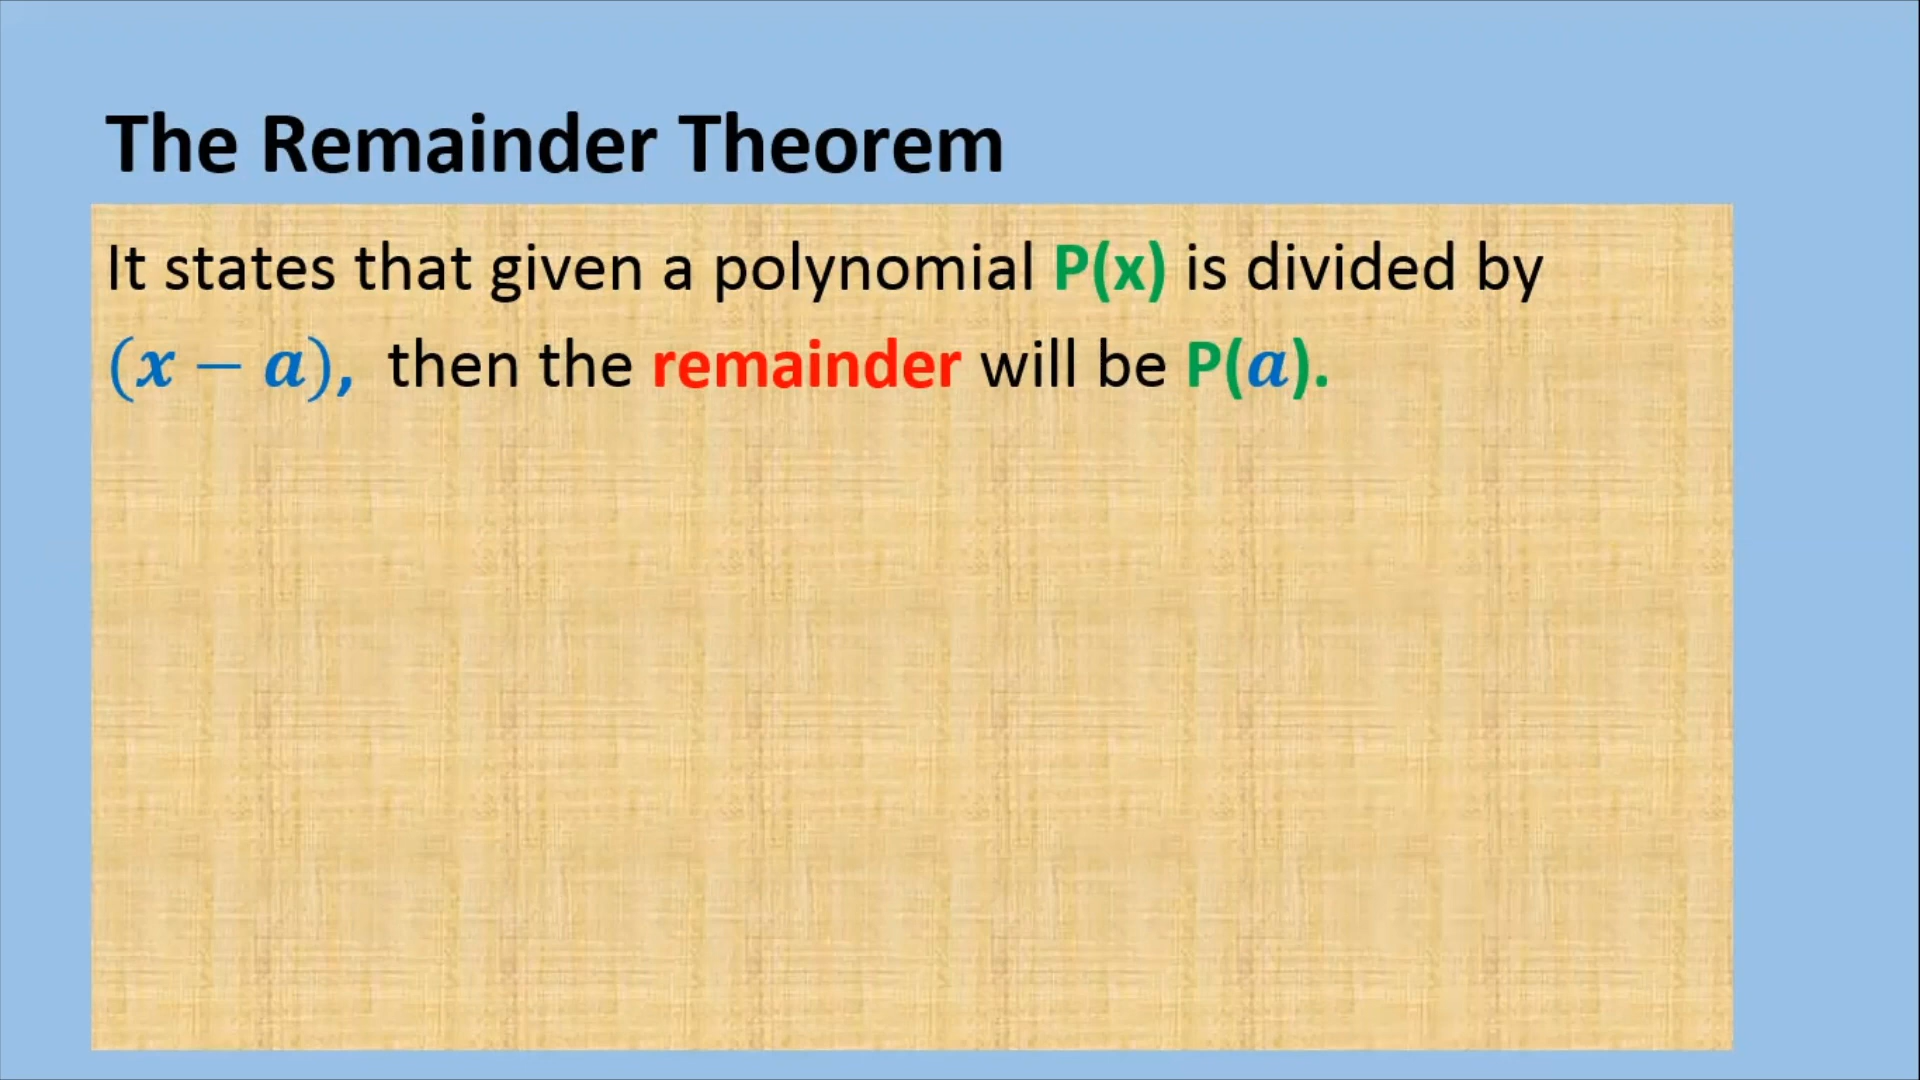 The Remainder Theorem
It states that given a polynomial P(x) is divided by
(x − a), then the remainder will be P(a).